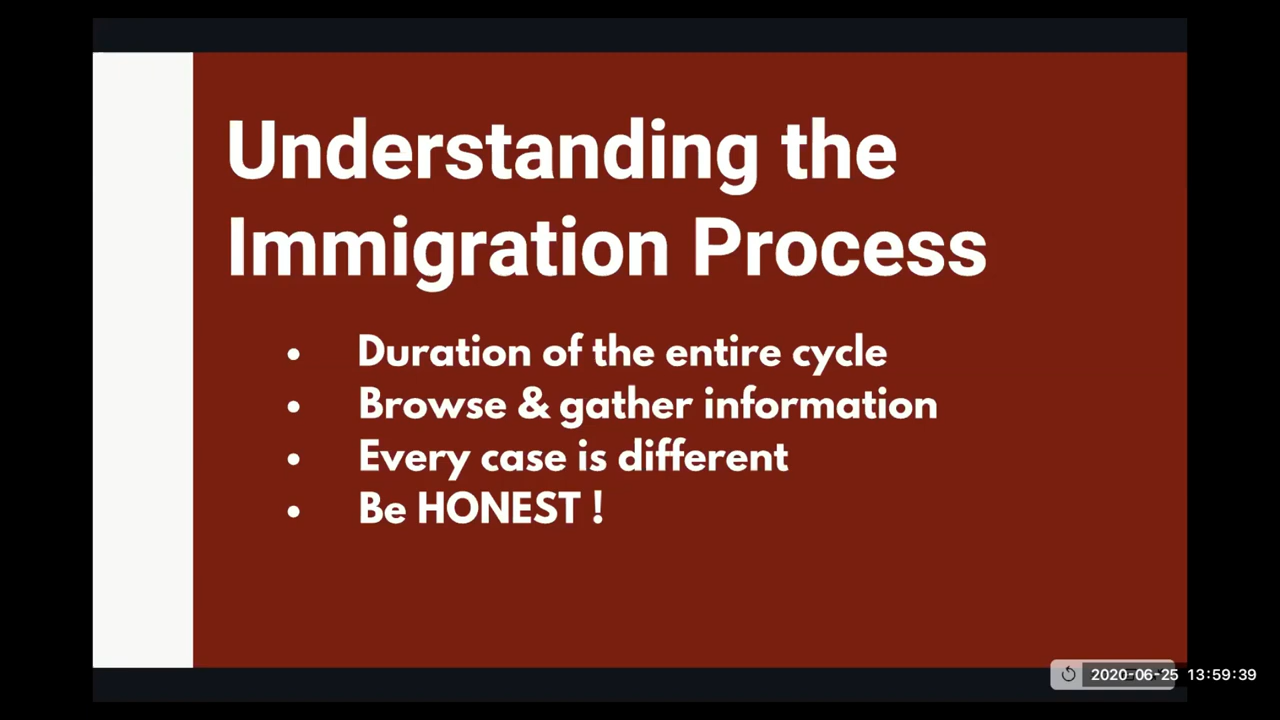 Understanding the
Immigration Process
• Duration of the entire cycle
• Browse & gather information
• Every case is different
• Be HONEST !
2020-06-25 13:59:39